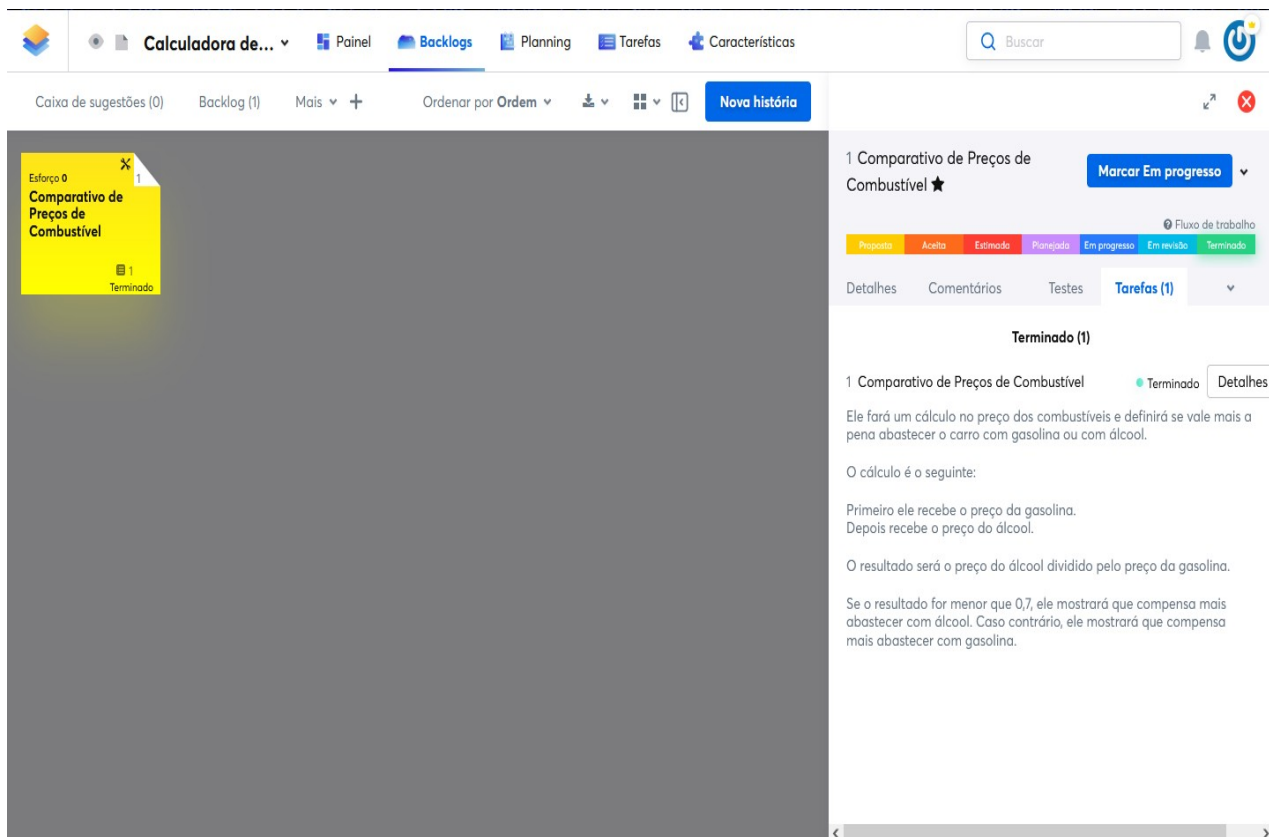 Calculadora de... Painel Backlogs Planning Tarefas Características Buscar
Caixa de sugestões (0) Backlog (1) Mais + Ordenar por Ordem Nova história
Esforço 0
1
Comparativo de
Preços de
Combustível
1
Terminado
1 Comparativo de Preços de
Combustível
Marcar Em progresso
Fluxo de trabalho
Proposta Aceita Estimada Planejada Em progresso Em revisão Terminado
Detalhes Comentários Testes Tarefas (1)
Terminado (1)
1 Comparativo de Preços de Combustível Terminado Detalhes
Ele fará um cálculo no preço dos combustíveis e definirá se vale mais a
pena abastecer o carro com gasolina ou com álcool.
O cálculo é o seguinte:
Primeiro ele recebe o preço da gasolina.
Depois recebe o preço do álcool.
O resultado será o preço do álcool dividido pelo preço da gasolina.
Se o resultado for menor que 0,7, ele mostrará que compensa mais
abastecer com álcool. Caso contrário, ele mostrará que compensa
mais abastecer com gasolina.